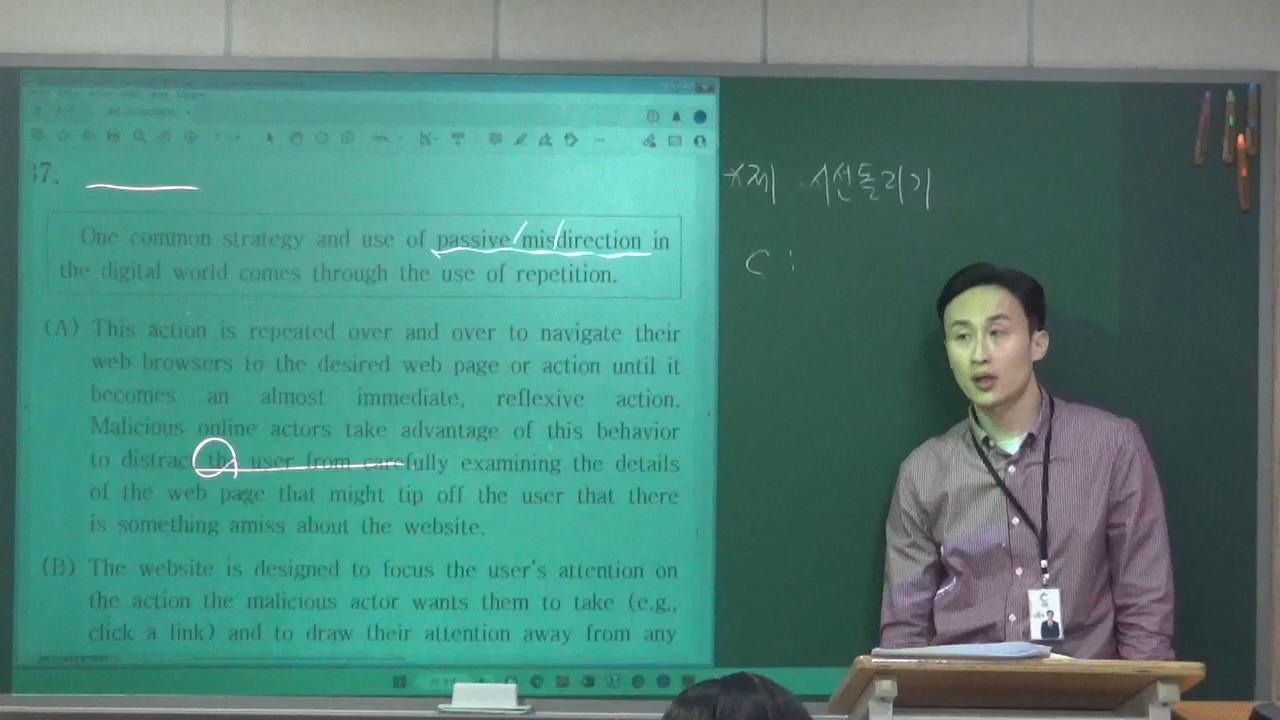 37.
One common strategy and use of passive misdirection in
the digital world comes through the use of repetition.
(A) This action is repeated over and over to navigate their
web browsers to the desired web page or action until it
becomes an almost immediate, reflexive action.
Malicious online actors take advantage of this behavior
to distract the user from carefully examining the details
of the web page that might tip off the user that there
is something amiss about the website.
(B) The website is designed to focus the user's attention on
the action the malicious actor wants them to take (e.g.,
click a link) and to draw their attention away from any
시선돌리기
C :